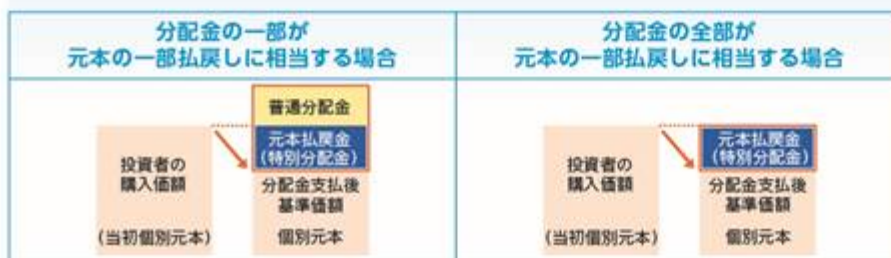 分配金の一部が
元本の一部払戻しに相当する場合
普通分配金
元本払戻金
(特別分配金)
投資者の
購入価額
(当初個別元本)
分配金支払後
基準価額
個別元本
分配金の全部が
元本の一部払戻しに相当する場合
元本払戻金
(特別分配金)
投資者の
購入価額
(当初個別元本)
分配金支払後
基準価額
個別元本